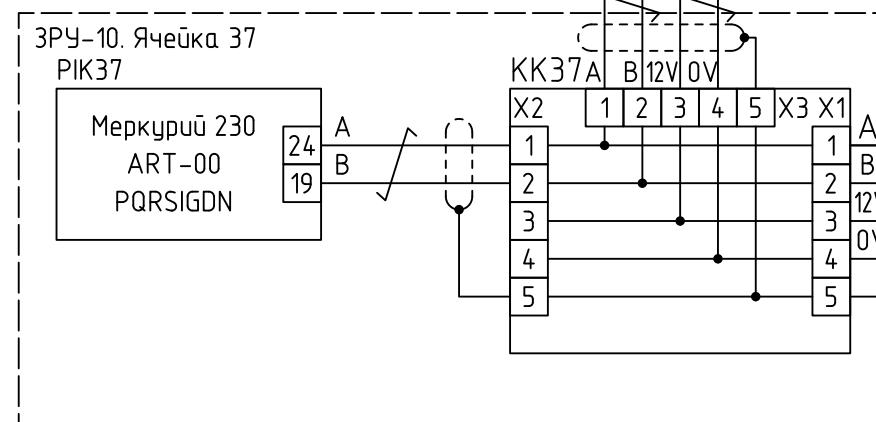 ЗРУ-10. Ячейка 37
PIK37
Меркурий 230
ART-00
PQRSIGDN
24
19
A
B
KK37
A B 12V 0V
X2
1 2 3 4 5
X3 X1
1
2
3
4
5
1
2
3
4
5
A
B
0V